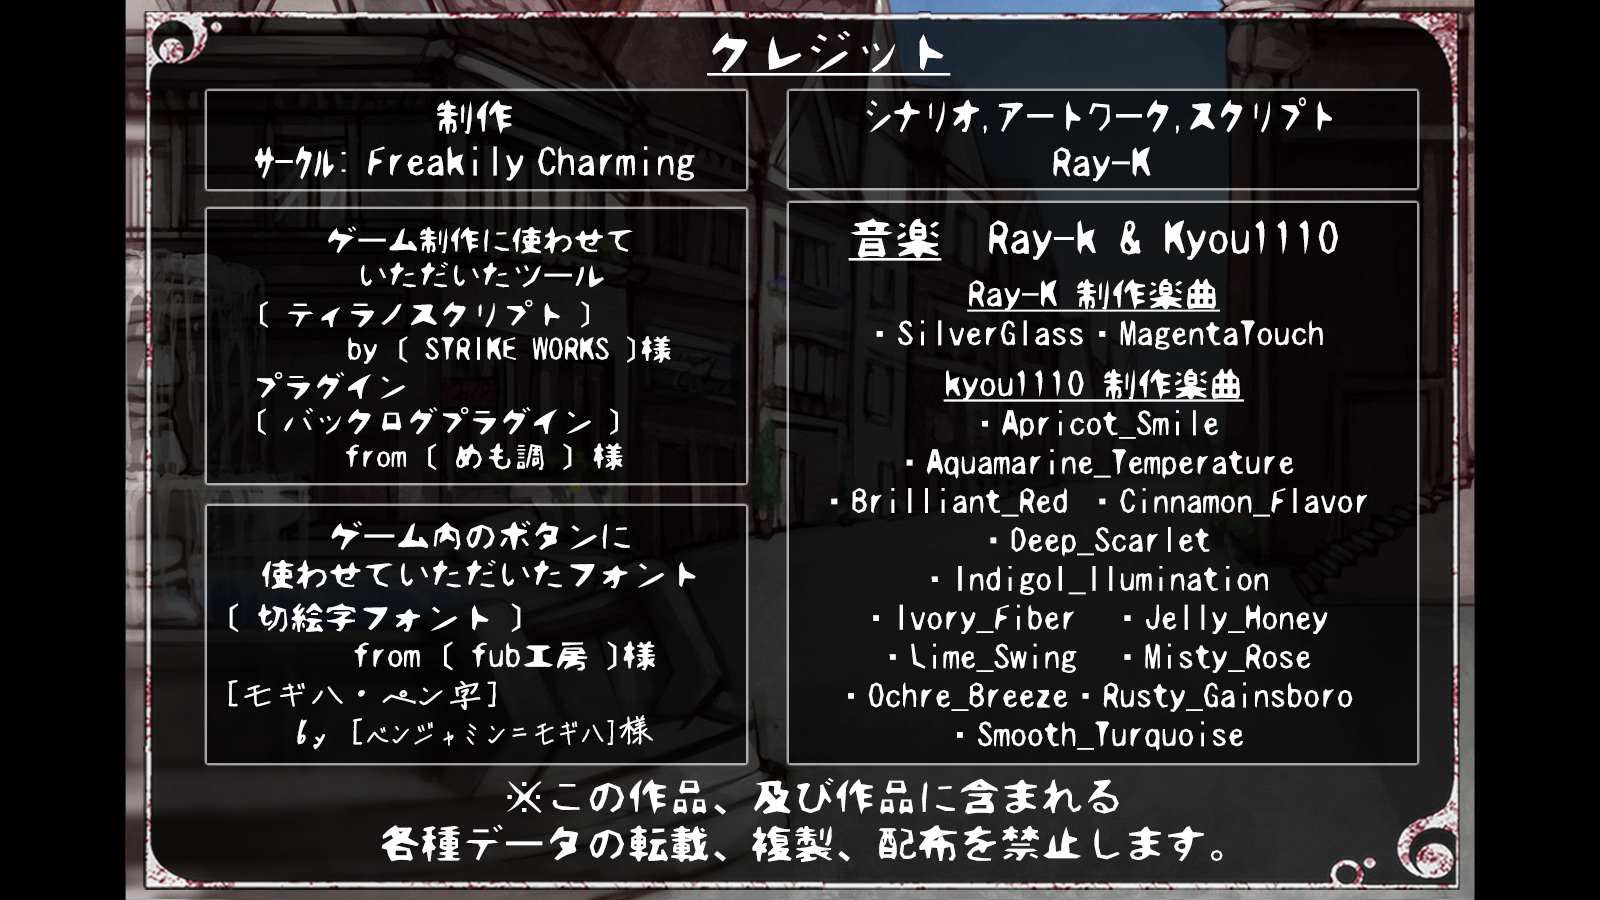 クレジット
制作
サークル: Freakily Charming
ゲーム制作に使わせて
いただいたツール
〔 ティラノスクリプト 〕
by〔 STRIKE WORKS 〕様
プラグイン
〔 バックログプラグイン 〕
from〔 めも調 〕様
ゲーム内のボタンに
使わせていただいたフォント
〔 切絵字フォント 〕
from〔 fub工房 〕様
[モギハ・ペン字]
by [ベンジャミン=モギハ]様
シナリオ,アートワーク,スクリプト
Ray-K
音楽 Ray-k & Kyou1110
Ray-K 制作楽曲
・SilverGlass・MagentaTouch
kyou1110 制作楽曲
・Apricot_Smile
・Aquamarine_Temperature
・Brilliant_Red ・Cinnamon_Flavor
・Deep_Scarlet
・Indigol_Ilumination
・Ivory_Fiber ・Jelly_Honey
・Lime_Swing ・Misty_Rose
・Ochre_Breeze・Rusty_Gainsboro
・Smooth_Turquoise
※この作品、及び作品に含まれる
各種データの転載、複製、配布を禁止します。